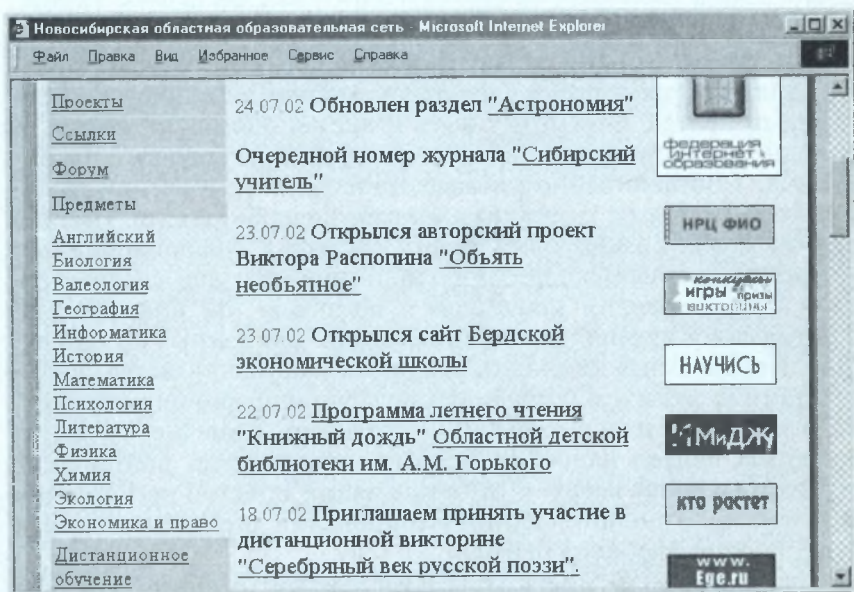 Новосибирская областная образовательная сеть - Microsoft Internet Explorer
Файл Правка Вид Избранное Сервис Справка
Проекты
Ссылки
Форум
Предметы
Английский
Биология
Валеология
География
Информатика
История
Математика
Психология
Литература
Физика
Химия
Экология
Экономика и право
Дистанционное
обучение
24.07.02 Обновлен раздел "Астрономия"
Очередной номер журнала "Сибирский
учитель"
23.07.02 Открылся авторский проект
Виктора Распопина "Объять
необъятное"
23.07.02 Открылся сайт Бердской
экономической школы
22.07.02 Программа летнего чтения
"Книжный дождь" Областной детской
библиотеки им. А.М. Горького
18.07.02 Приглашаем принять участие в
дистанционной викторине
"Серебряный век русской поэзи".
федерация
интернет
образования
НРЦ ФИО
конкурсы
игры призы
викторины
НАУЧИСЬ
ИМиДЖ
кто растет
www.
Ege.ru